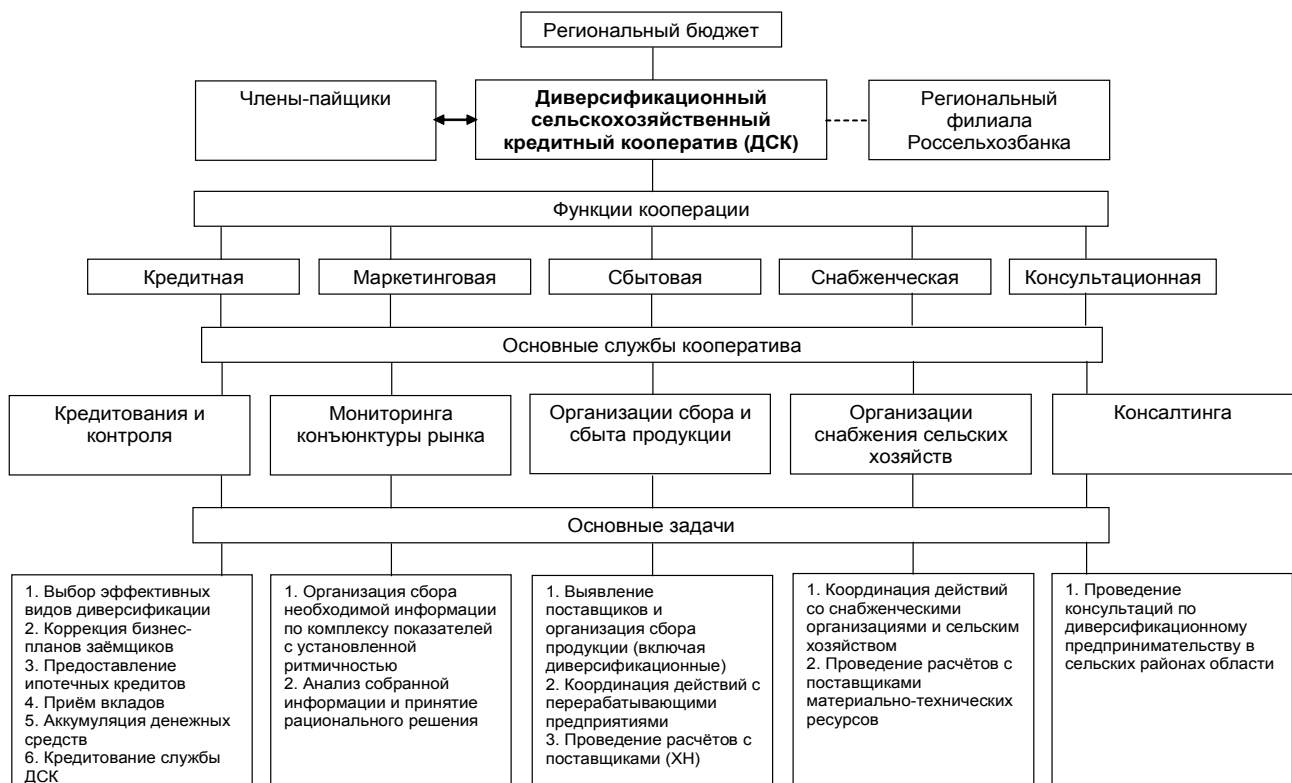 Региональный бюджет
Члены-пайщики
Диверсификационный
сельскохозяйственный
кредитный кооператив (ДСК)
Региональный
филиала
Россельхозбанка
Функции кооперации
Кредитная
Маркетинговая
Сбытовая
Снабженческая
Консультационная
Основные службы кооператива
Кредитования и
контроля
Мониторинга
конъюнктуры рынка
Организации сбора и
сбыта продукции
Организации
снабжения сельских
хозяйств
Консалтинга
Основные задачи
1. Выбор эффективных
видов диверсификации
2. Коррекция бизнес-
планов заёмщиков
3. Предоставление
ипотечных кредитов
4. Приём вкладов
5. Аккумуляция денежных
средств
6. Кредитование службы
ДСК
1. Организация сбора
необходимой информации
по комплексу показателей
с установленной
ритмичностью
2. Анализ собранной
информации и принятие
рационального решения
1. Выявление
поставщиков и
организация сбора
продукции (включая
диверсификационные)
2. Координация действий с
перерабатывающими
предприятиями
3. Проведение расчётов с
поставщиками (ХН)
1. Координация действий
со снабженческими
организациями и сельским
хозяйством
2. Проведение расчётов с
поставщиками
материально-технических
ресурсов
1. Проведение
консультаций по
диверсификационному
предпринимательству в
сельских районах области